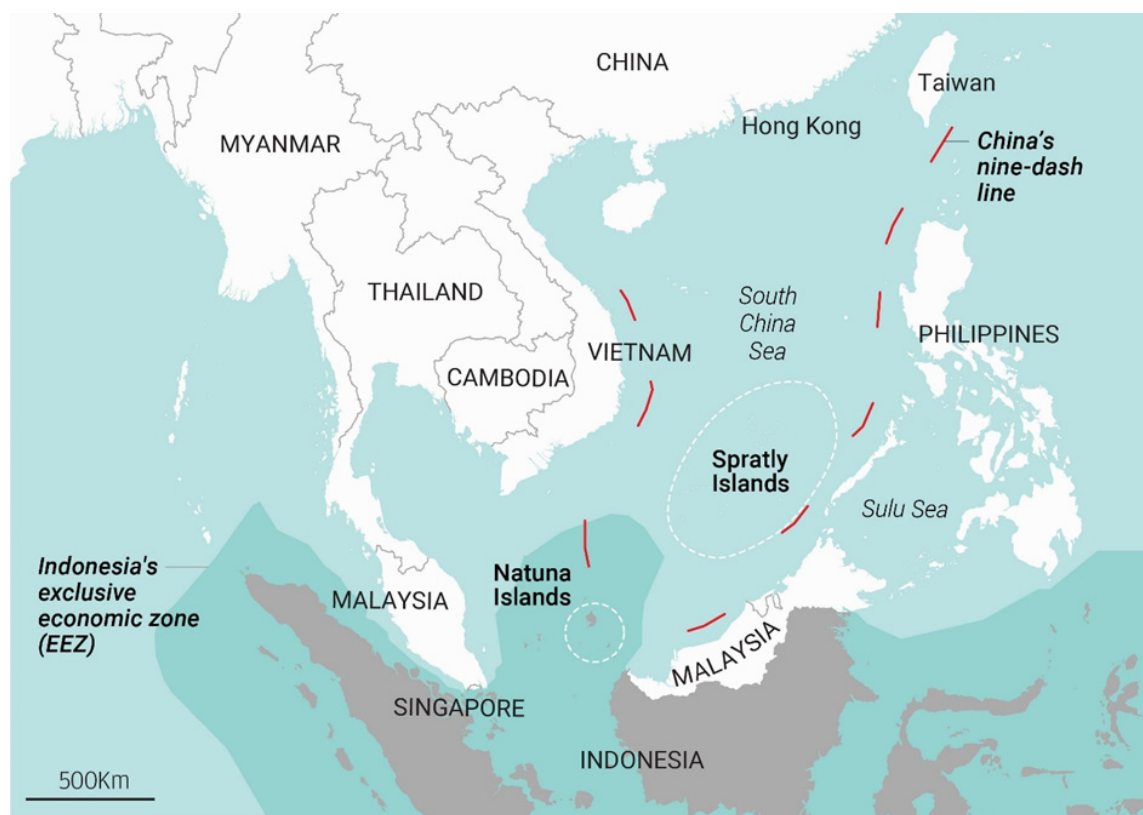 CHINA
Taiwan
Hong Kong
China's
nine-dash
line
MYANMAR
THAILAND
South
China
Sea
VIETNAM
PHILIPPINES
CAMBODIA
Spratly
Islands
Sulu Sea
Indonesia's
exclusive
economic zone
(EEZ)
Natuna
Islands
MALAYSIA
MALAYSIA
SINGAPORE
INDONESIA
500Km